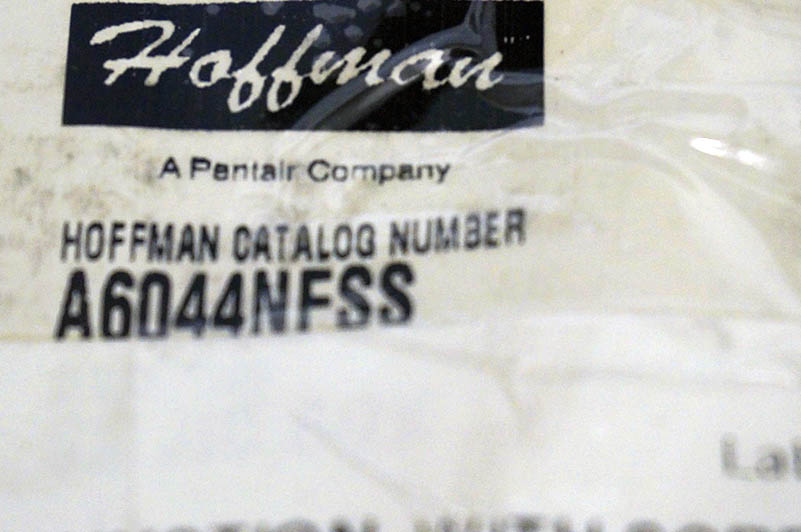 Hoffman
A Pentair Company
HOFFMAN CATALOG NUMBER
A6044NFSS